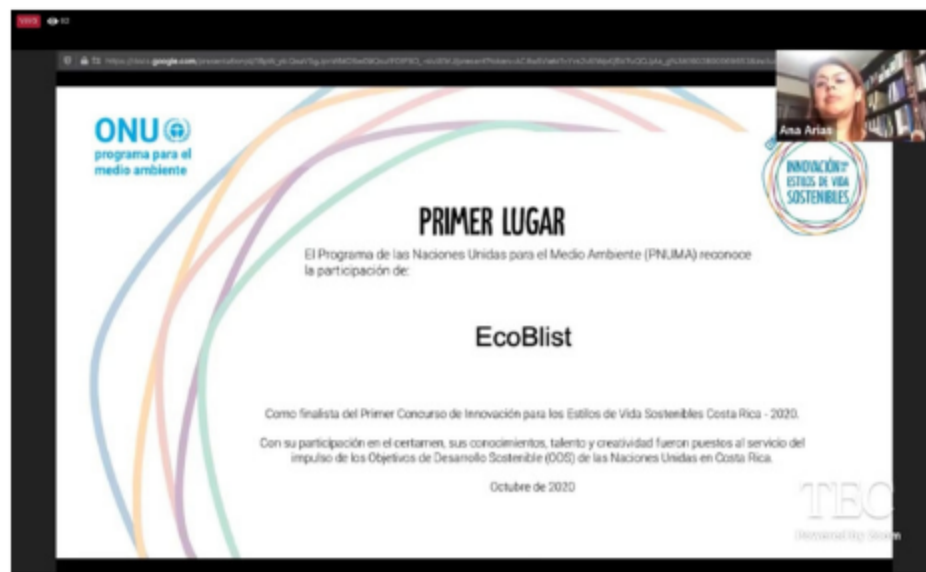 VIVO
ONU
programa para el
medio ambiente
Ana Arias
INNOVACIÓN
ESTILOS DE VIDA
SOSTENIBLES
PRIMER LUGAR
El Programa de las Naciones Unidas para el Medio Ambiente (PNUMA) reconoce
la participación de:
EcoBlist
Como finalista del Primer Concurso de Innovación para los Estilos de Vida Sostenibles Costa Rica - 2020.
Con su participación en el certamen, sus conocimientos, talento y creatividad fueron puestos al servicio del
impulso de los Objetivos de Desarrollo Sostenible (ODS) de las Naciones Unidas en Costa Rica.
Octubre de 2020
TEC
Powered by Zoom